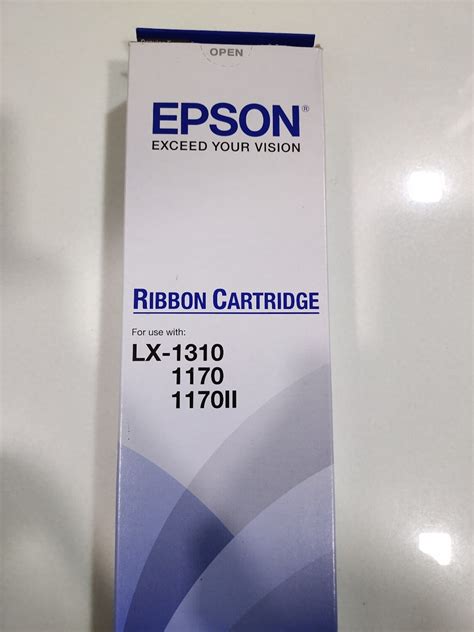 OPEN
EPSON®
EXCEED YOUR VISION
RIBBON CARTRIDGE
For use with:
LX-1310
1170
1170II